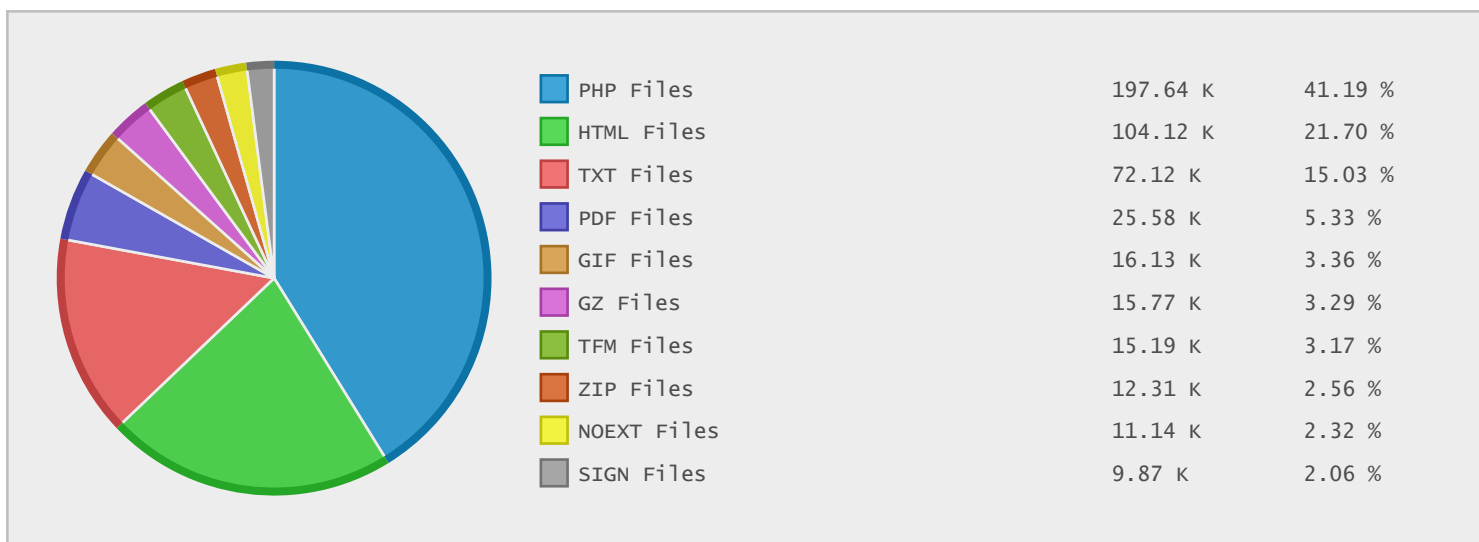 PHP Files 197.64 K 41.19 %
HTML Files 104.12 K 21.70 %
TXT Files 72.12 K 15.03 %
PDF Files 25.58 K 5.33 %
GIF Files 16.13 K 3.36 %
GZ Files 15.77 K 3.29 %
TFM Files 15.19 K 3.17 %
ZIP Files 12.31 K 2.56 %
NOEXT Files 11.14 K 2.32 %
SIGN Files 9.87 K 2.06 %